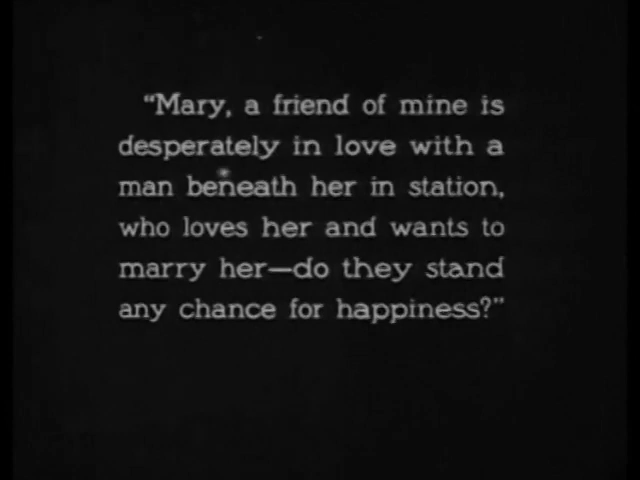 "Mary, a friend of mine is
desperately in love with a
man beneath her in station,
who loves her and wants to
marry her—do they stand
any chance for happiness?"